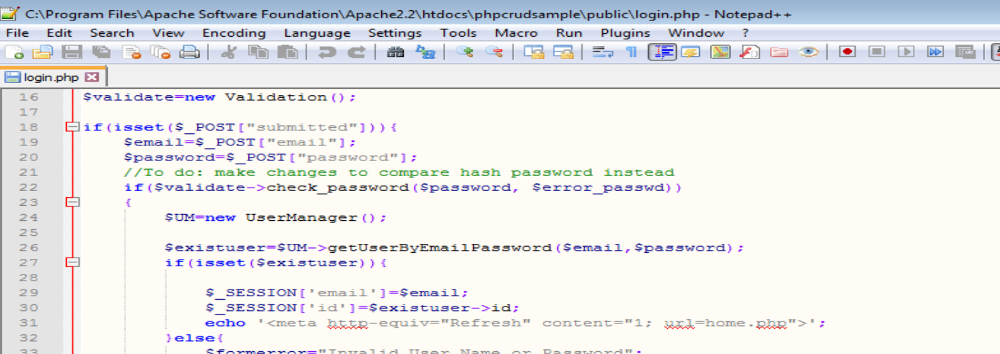 C:\Program Files\Apache Software Foundation\Apache2.2\htdocs\phpcrudsample\public\login.php - Notepad++
File Edit Search View Encoding Language Settings Tools Macro Run Plugins Window ?
login.php
16 $validate=new Validation();
17
18 if(isset($_POST["submitted"])){
19 $email=$_POST["email"];
20 $password=$_POST["password"];
21 //To do: make changes to compare hash password instead
22 if($validate->check_password($password, $error_passwd))
23 {
24 $UM=new UserManager();
25
26 $existuser=$UM->getUserByEmailPassword($email,$password);
27 if(isset($existuser)){
28
29 $_SESSION['email']=$email;
30 $_SESSION['id']=$existuser->id;
31 echo '<meta http-equiv="Refresh" content="1; url=home.php">';
32 }else{
33 $formerror="Invalid User Name or Password";